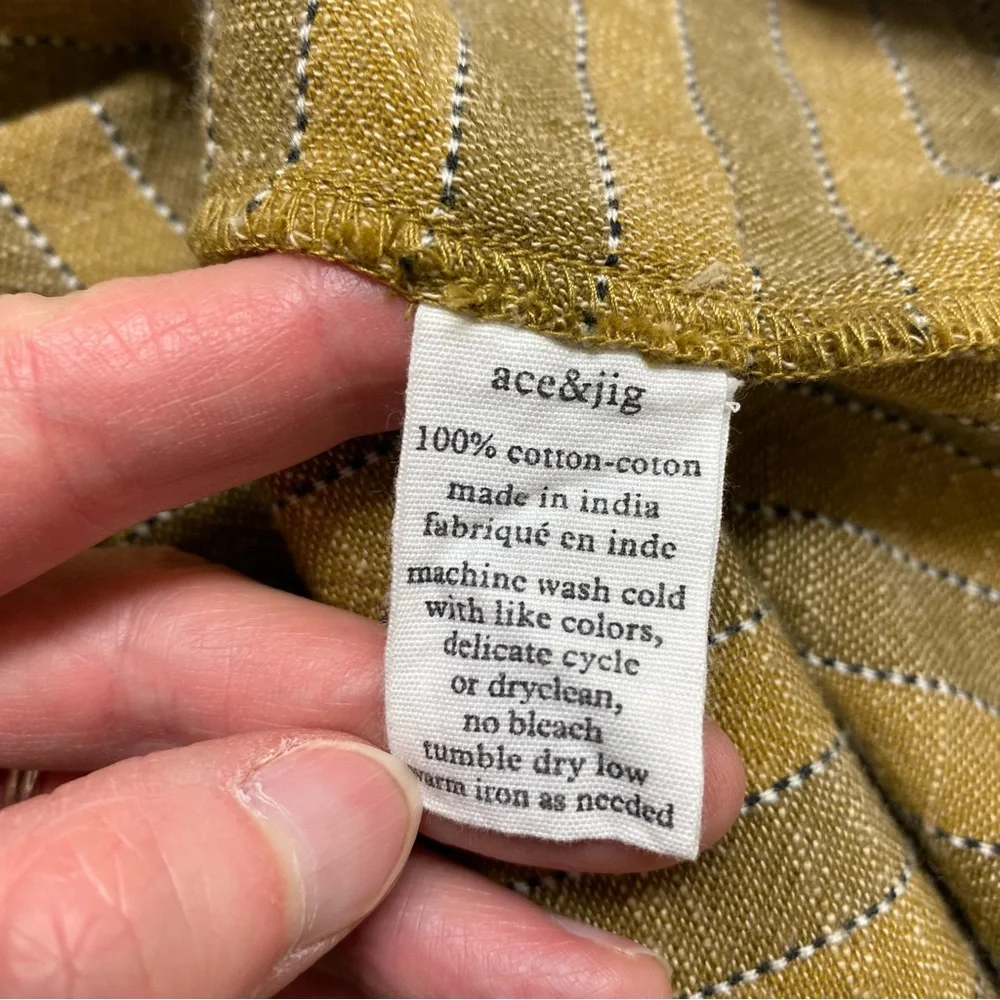 ace&jig
100% cotton-coton
made in india
fabriqué en inde
machine wash cold
with like colors,
delicate cycle
or dryclean,
no bleach
tumble dry low
warm iron as needed